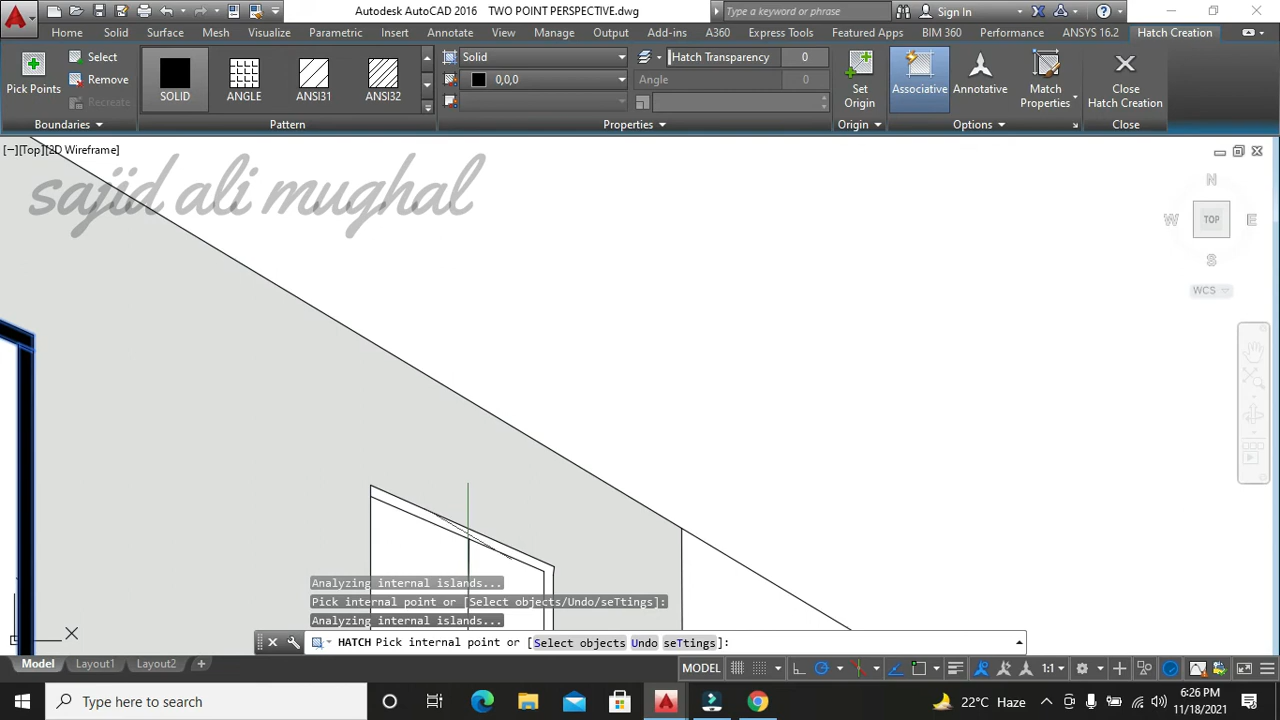 Autodesk AutoCAD 2016 TWO POINT PERSPECTIVE.dwg
Type a keyword or phrase
Sign In
Home Solid Surface Mesh Visualize Parametric Insert Annotate View Manage Output Add-ins A360 Express Tools Featured Apps BIM 360 Performance ANSYS 16.2 Hatch Creation
Pick Points
Select
Remove
Recreate
SOLID
ANGLE
ANSI31
ANSI32
Solid
0,0,0
Hatch Transparency 0
Angle 0
Set
Origin
Associative
Annotative
Match
Properties
Close
Hatch Creation
Boundaries
Pattern
Properties
Origin
Options
Close
[−][Top][2D Wireframe]
sajid ali mughal
N
W TOP E
S
WCS
X
Analyzing internal islands...
Pick internal point or [Select objects/Undo/seTtings]:
Analyzing internal islands...
HATCH Pick internal point or [Select objects Undo seTtings]:
Model Layout1 Layout2 +
MODEL
1:1
Type here to search
22°C Haze
6:26 PM
11/18/2021